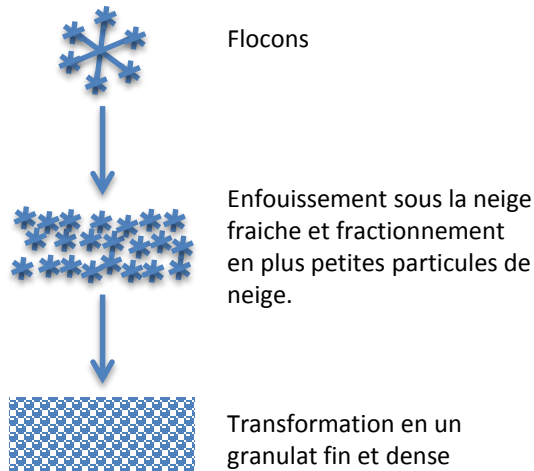 Flocons
Enfouissement sous la neige
fraiche et fractionnement
en plus petites particules de
neige.
Transformation en un
granulat fin et dense